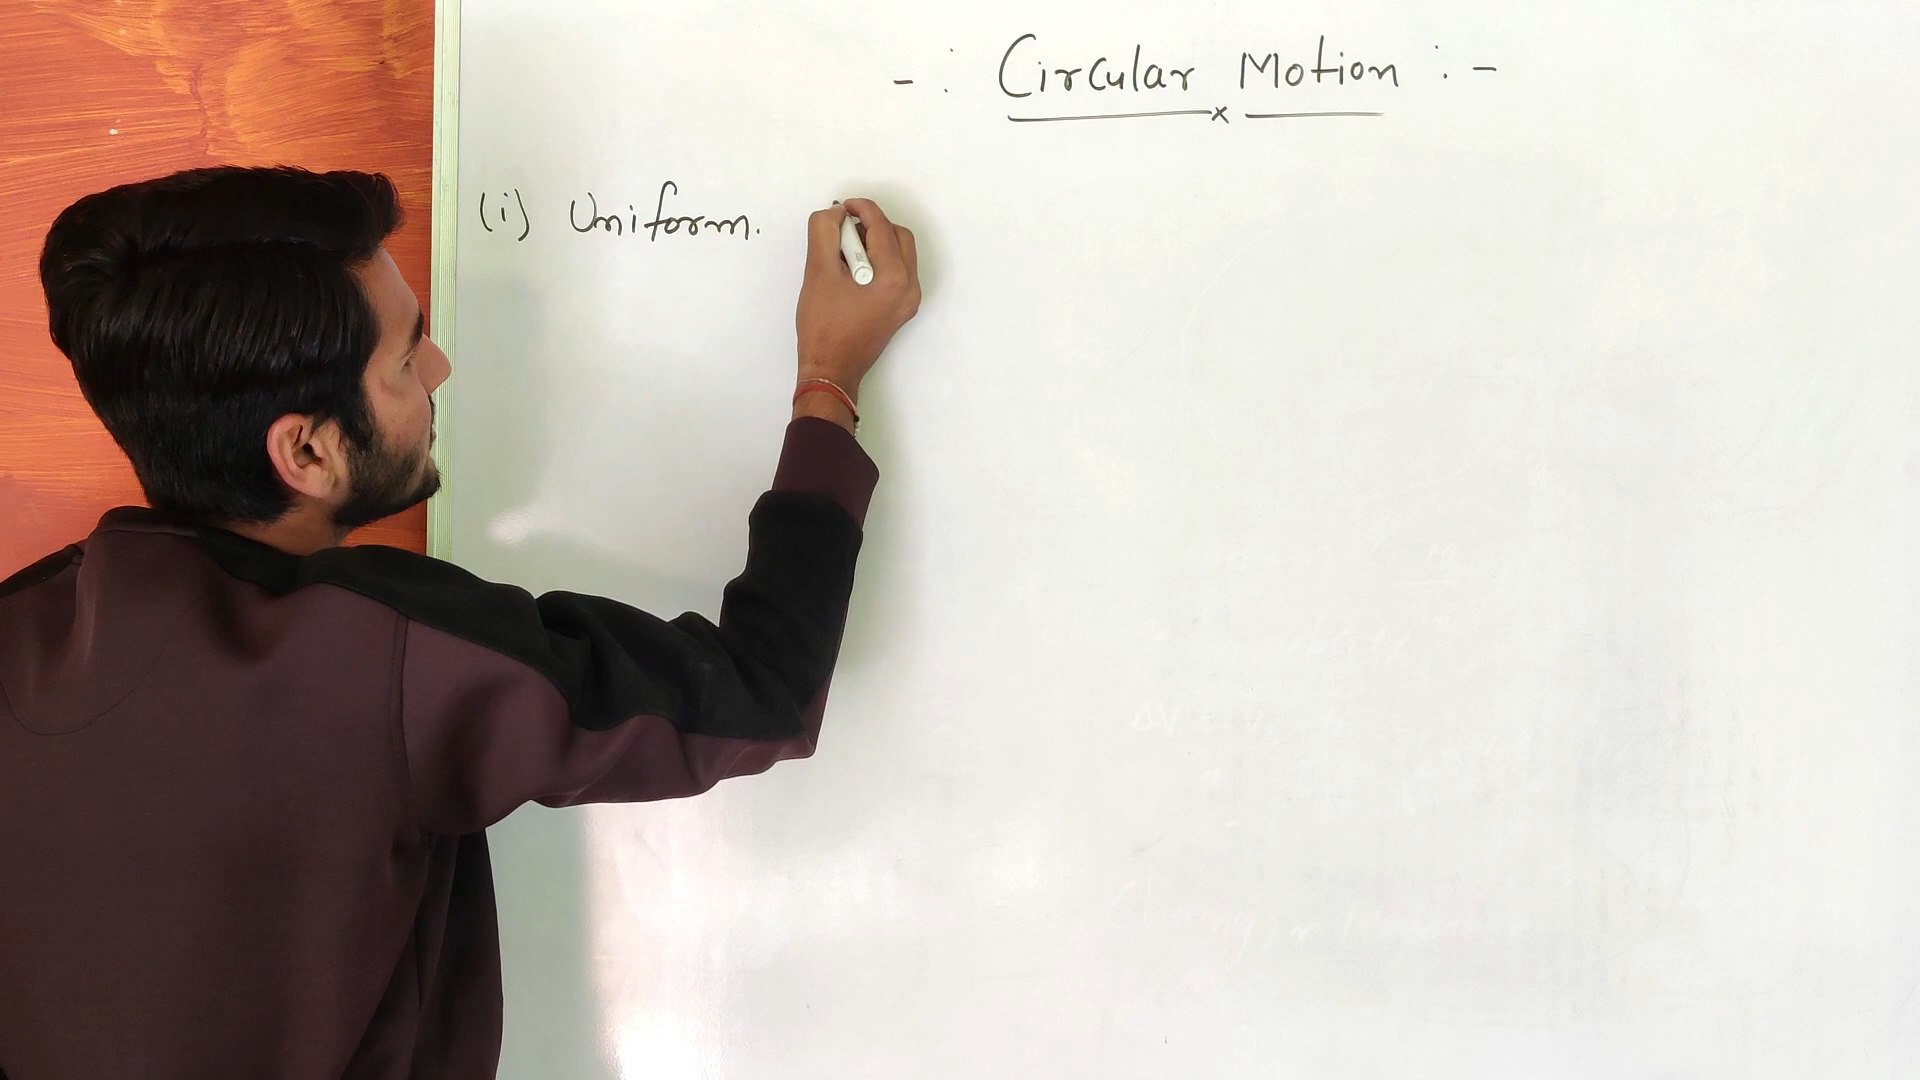 -: Circular Motion :-
(i) Uniform.